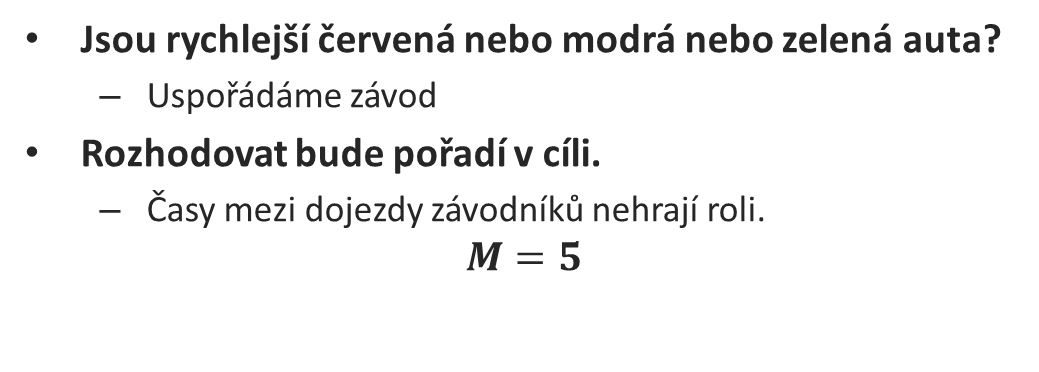 • Jsou rychlejší červená nebo modrá nebo zelená auta?
– Uspořádáme závod
• Rozhodovat bude pořadí v cíli.
– Časy mezi dojezdy závodníků nehrají roli.
M = 5